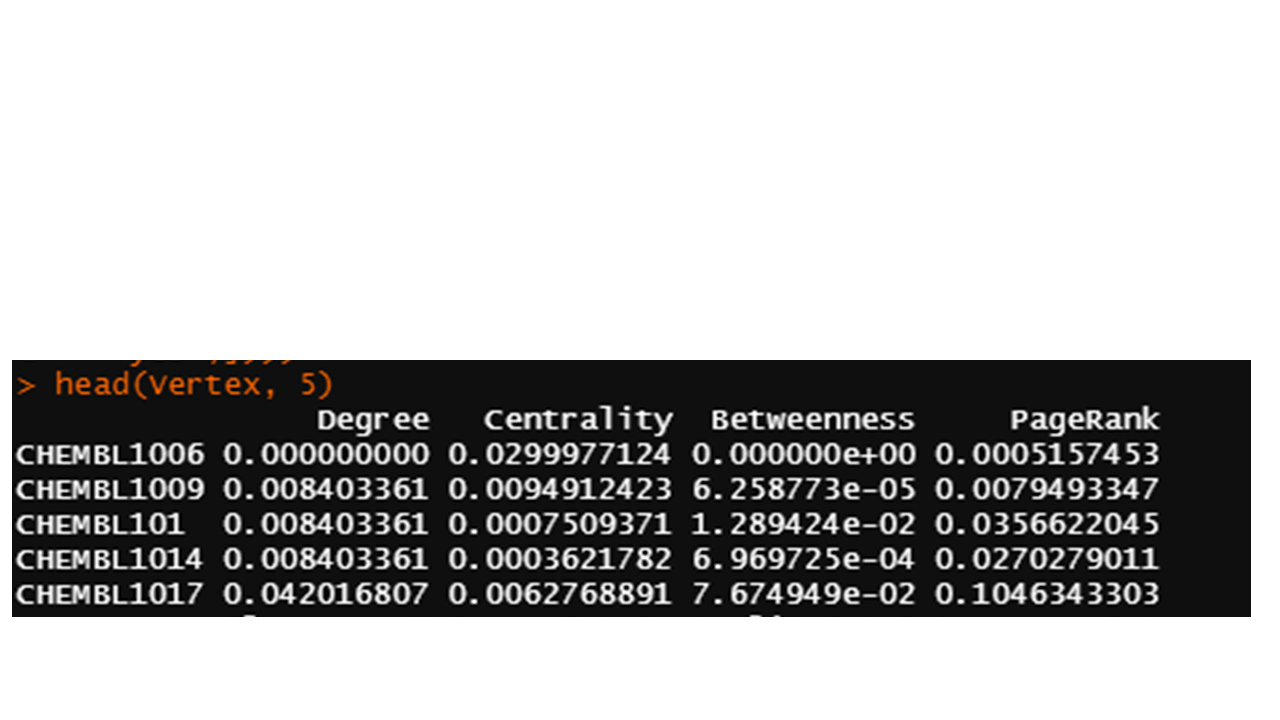 > head(Vertex, 5)
Degree Centrality Betweenness PageRank
CHEMBL1006 0.000000000 0.0299977124 0.000000e+00 0.0005157453
CHEMBL1009 0.008403361 0.0094912423 6.258773e-05 0.0079493347
CHEMBL101 0.008403361 0.0007509371 1.289424e-02 0.0356622045
CHEMBL1014 0.008403361 0.0003621782 6.969725e-04 0.0270279011
CHEMBL1017 0.042016807 0.0062768891 7.674949e-02 0.1046343303